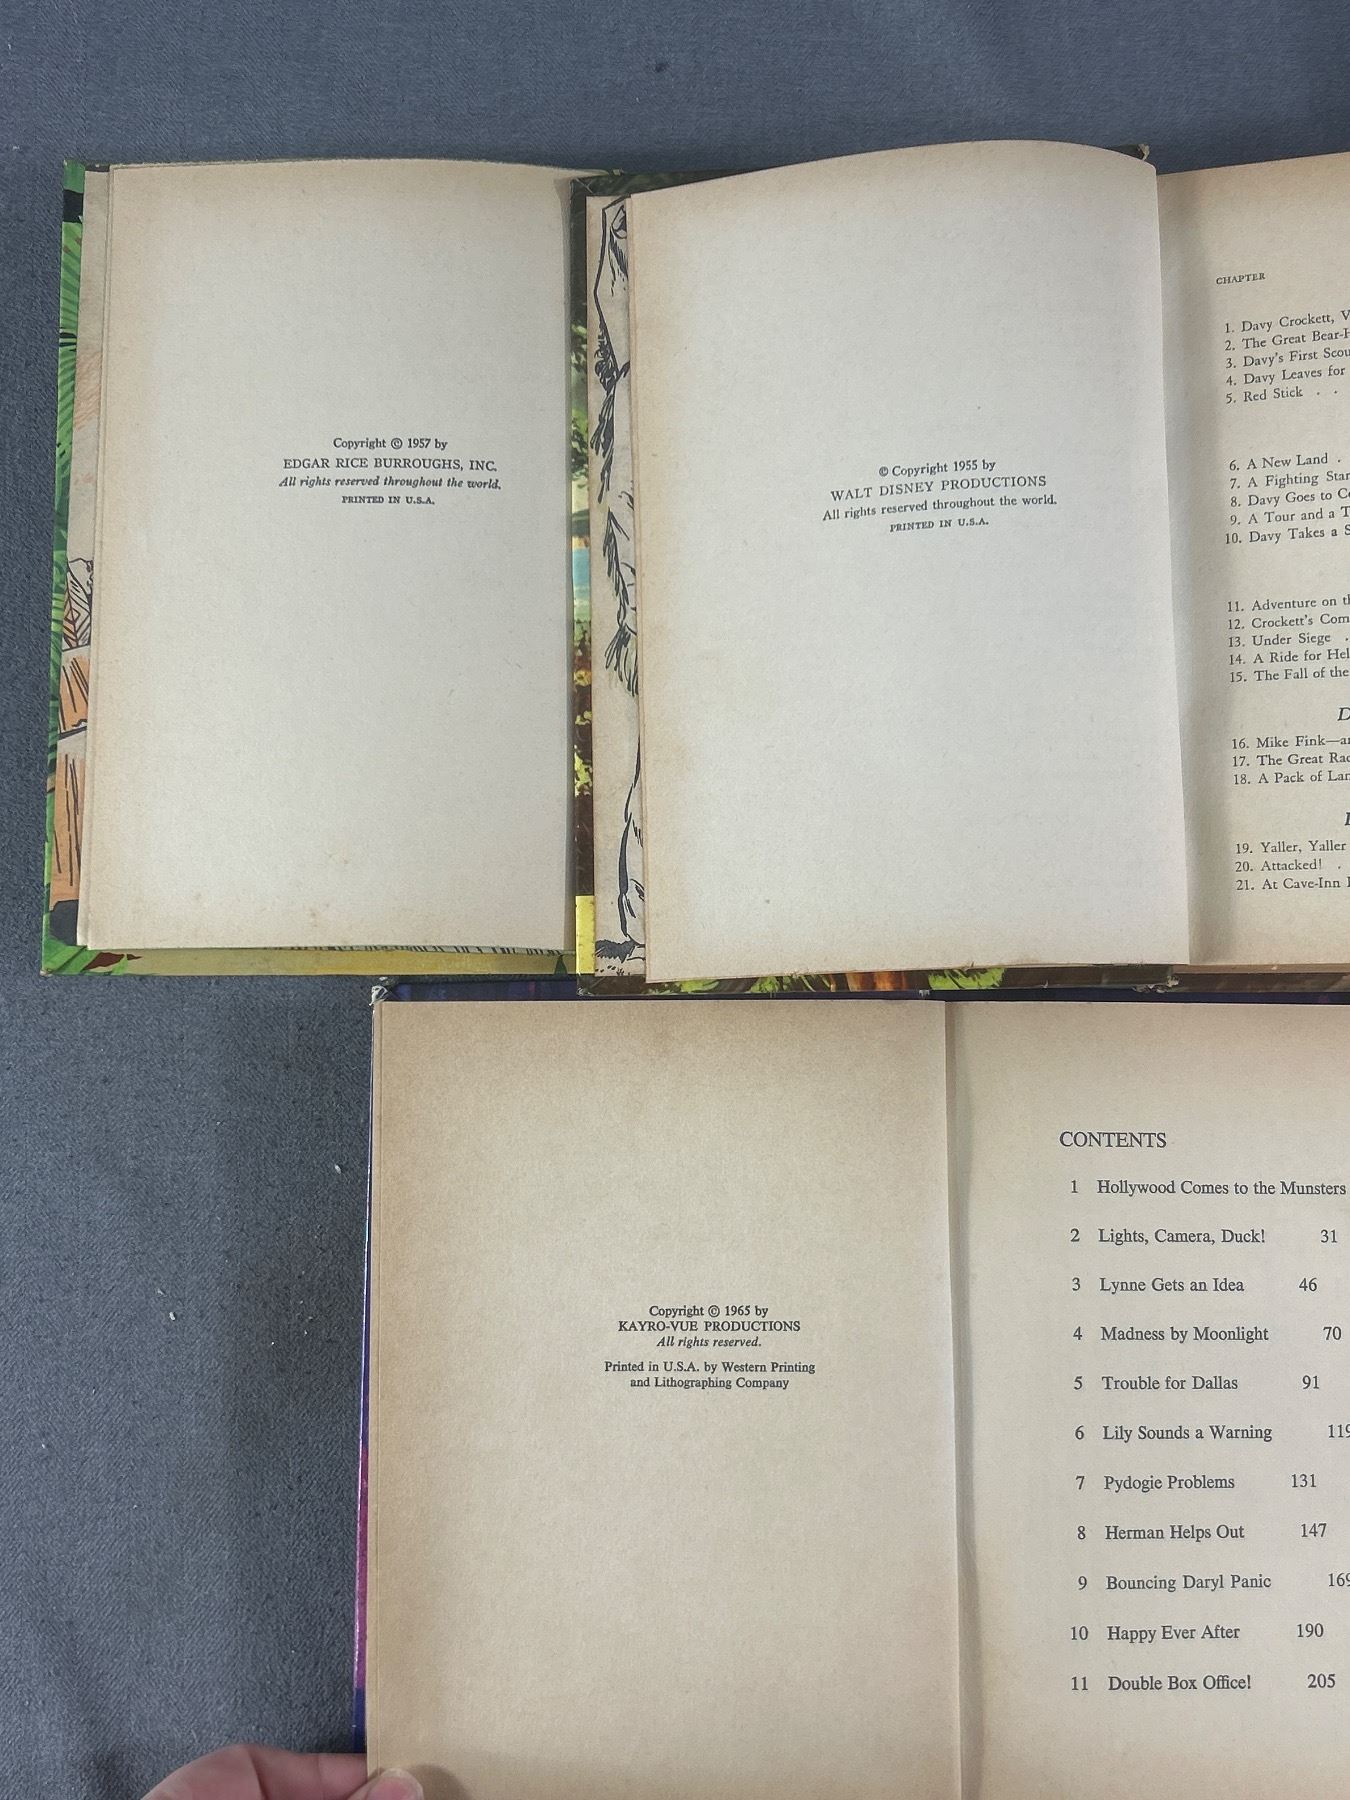 Copyright © 1957 by
EDGAR RICE BURROUGHS, INC.
All rights reserved throughout the world.
PRINTED IN U.S.A.
© Copyright 1955 by
WALT DISNEY PRODUCTIONS
All rights reserved throughout the world.
PRINTED IN U.S.A.
CHAPTER
1. Davy Crockett,
2. The Great
3. Davy's First
4. Davy Leaves for
5. Red Stick . .
6. A New Land .
7. A Fighting
8. Davy Goes to
9. A Tour and a
10. Davy Takes a
11. Adventure on
12. Crockett's
13. Under Siege .
14. A Ride for
15. The Fall of the
16. Mike Fink—
17. The Great
18. A Pack of
19. Yaller, Yaller
20. Attacked! .
21. At Cave-Inn
Copyright © 1965 by
KAYRO-VUE PRODUCTIONS
All rights reserved.
Printed in U.S.A. by Western Printing
and Lithographing Company
CONTENTS
1 Hollywood Comes to the Munsters
2 Lights, Camera, Duck! 31
3 Lynne Gets an Idea 46
4 Madness by Moonlight 70
5 Trouble for Dallas 91
6 Lily Sounds a Warning 119
7 Pydogie Problems 131
8 Herman Helps Out 147
9 Bouncing Daryl Panic 169
10 Happy Ever After 190
11 Double Box Office! 205